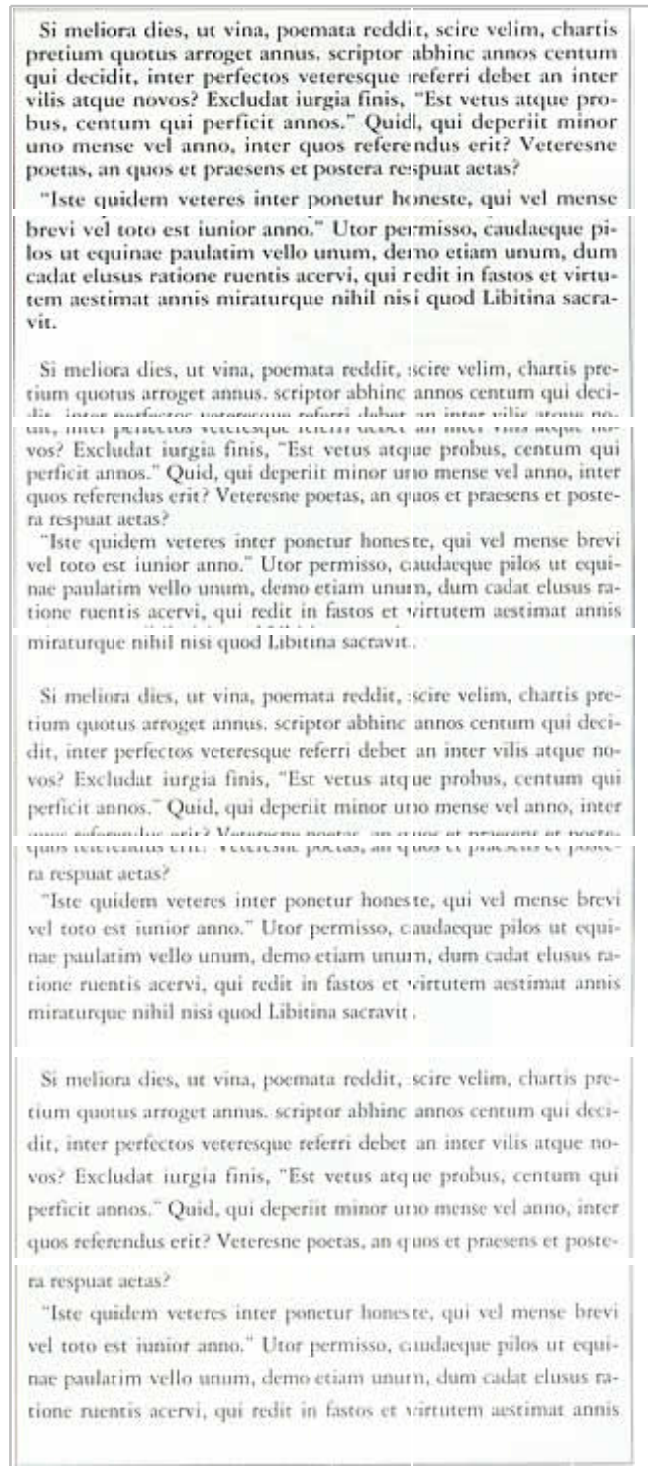 Si meliora dies, ut vina, poemata reddit, scire velim, chartis
pretium quotus arroget annus. scriptor abhinc annos centum
qui decidit, inter perfectos veteresque referri debet an inter
vilis atque novos? Excludat iurgia finis, "Est vetus atque pro-
bus, centum qui perficit annos." Quid, qui deperiit minor
uno mense vel anno, inter quos referendus erit? Veteresne
poetas, an quos et praesens et postera respuat aetas?
"Iste quidem veteres inter ponetur honeste, qui vel mense
brevi vel toto est iunior anno." Utor permisso, caudaeque pi-
los ut equinae paulatim vello unum, demo etiam unum, dum
cadat elusus ratione ruentis acervi, qui redit in fastos et virtu-
tem aestimat annis miraturque nihil nisi quod Libitina sacra-
vit.
Si meliora dies, ut vina, poemata reddit, scire velim, chartis pre-
tium quotus arroget annus. scriptor abhinc annos centum qui deci-
dit, inter perfectos veteresque referri debet an inter vilis atque no-
vos? Excludat iurgia finis, "Est vetus atque probus, centum qui
perficit annos." Quid, qui deperiit minor uno mense vel anno, inter
quos referendus erit? Veteresne poetas, an quos et praesens et poste-
ra respuat aetas?
"Iste quidem veteres inter ponetur honeste, qui vel mense brevi
vel toto est iunior anno." Utor permisso, caudaeque pilos ut equi-
nae paulatim vello unum, demo etiam unum, dum cadat elusus ra-
tione ruentis acervi, qui redit in fastos et virtutem aestimat annis
miraturque nihil nisi quod Libitina sacravit.
Si meliora dies, ut vina, poemata reddit, scire velim, chartis pre-
tium quotus arroget annus. scriptor abhinc annos centum qui deci-
dit, inter perfectos veteresque referri debet an inter vilis atque no-
vos? Excludat iurgia finis, "Est vetus atque probus, centum qui
perficit annos." Quid, qui deperiit minor uno mense vel anno, inter
quos referendus erit? Veteresne poetas, an quos et praesens et poste-
ra respuat aetas?
"Iste quidem veteres inter ponetur honeste, qui vel mense brevi
vel toto est iunior anno." Utor permisso, caudaeque pilos ut equi-
nae paulatim vello unum, demo etiam unum, dum cadat elusus ra-
tione ruentis acervi, qui redit in fastos et virtutem aestimat annis
miraturque nihil nisi quod Libitina sacravit.
Si meliora dies, ut vina, poemata reddit, scire velim, chartis pre-
tium quotus arroget annus. scriptor abhinc annos centum qui deci-
dit, inter perfectos veteresque referri debet an inter vilis atque no-
vos? Excludat iurgia finis, "Est vetus atque probus, centum qui
perficit annos." Quid, qui deperiit minor uno mense vel anno, inter
quos referendus erit? Veteresne poetas, an quos et praesens et poste-
ra respuat aetas?
"Iste quidem veteres inter ponetur honeste, qui vel mense brevi
vel toto est iunior anno." Utor permisso, caudaeque pilos ut equi-
nae paulatim vello unum, demo etiam unum, dum cadat elusus ra-
tione ruentis acervi, qui redit in fastos et virtutem aestimat annis